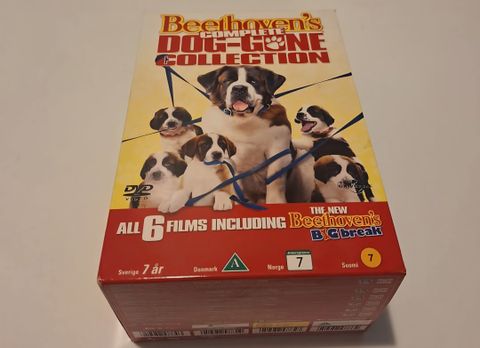 Beethoven's
COMPLETE
DOG-GONE
COLLECTION
DVD
VIDEO
ALL 6 FILMS INCLUDING
THE NEW
Beethoven's
BIG break
Sverige 7 år
Danmark A
Norge 7
Suomi 7